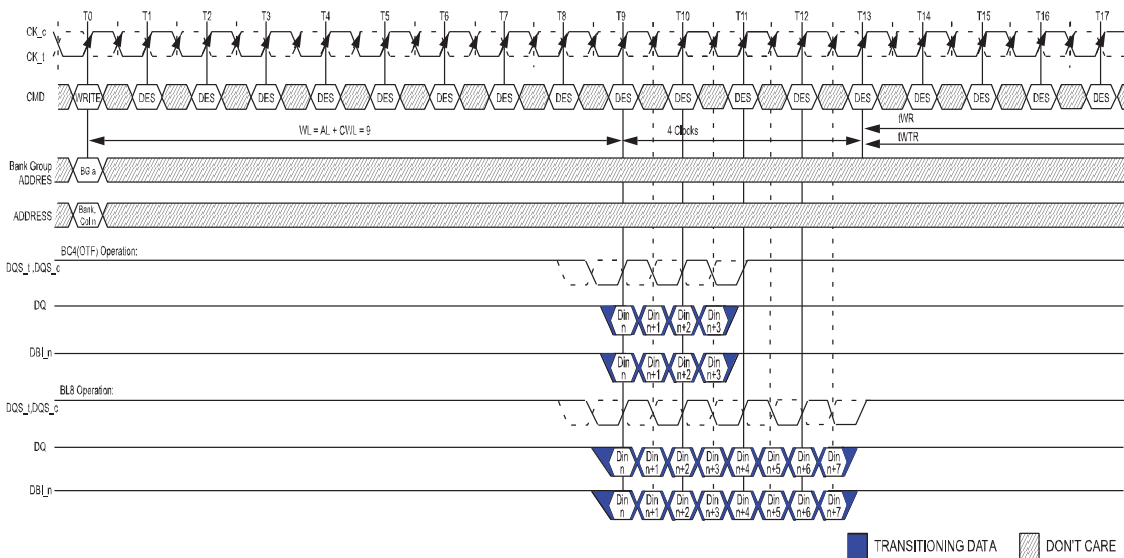 T0 T1 T2 T3 T4 T5 T6 T7 T8 T9 T10 T11 T12 T13 T14 T15 T16 T17
CK_c
CK_t
CMD WRITE DES DES DES DES DES DES DES DES DES DES DES DES DES DES DES DES DES
tWR
WL = AL + CWL = 9 4 Clocks
tWTR
Bank Group
ADDRES
BG a
ADDRESS
Bank,
Col n
BC4(OTF) Operation:
DQS_t,DQS_c
DQ
Din n Din n+1 Din n+2 Din n+3
DBI_n
Din n Din n+1 Din n+2 Din n+3
BL8 Operation:
DQS_t,DQS_c
DQ
Din n Din n+1 Din n+2 Din n+3 Din n+4 Din n+5 Din n+6 Din n+7
DBI_n
Din n Din n+1 Din n+2 Din n+3 Din n+4 Din n+5 Din n+6 Din n+7
TRANSITIONING DATA DON'T CARE